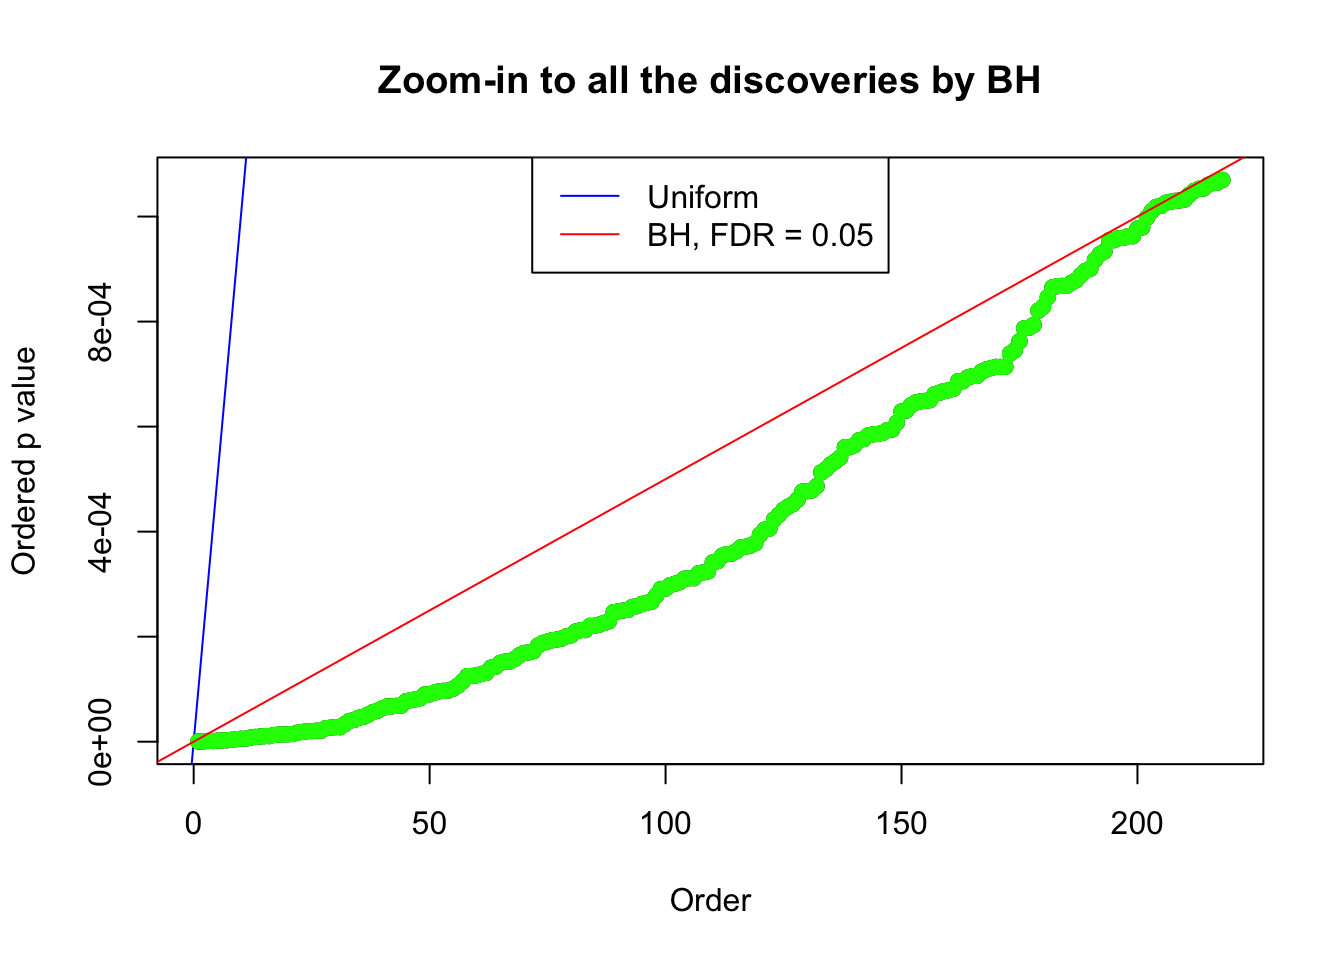 Zoom-in to all the discoveries by BH
Uniform
BH, FDR = 0.05
Ordered p value
8e-04
4e-04
0e+00
0 50 100 150 200
Order